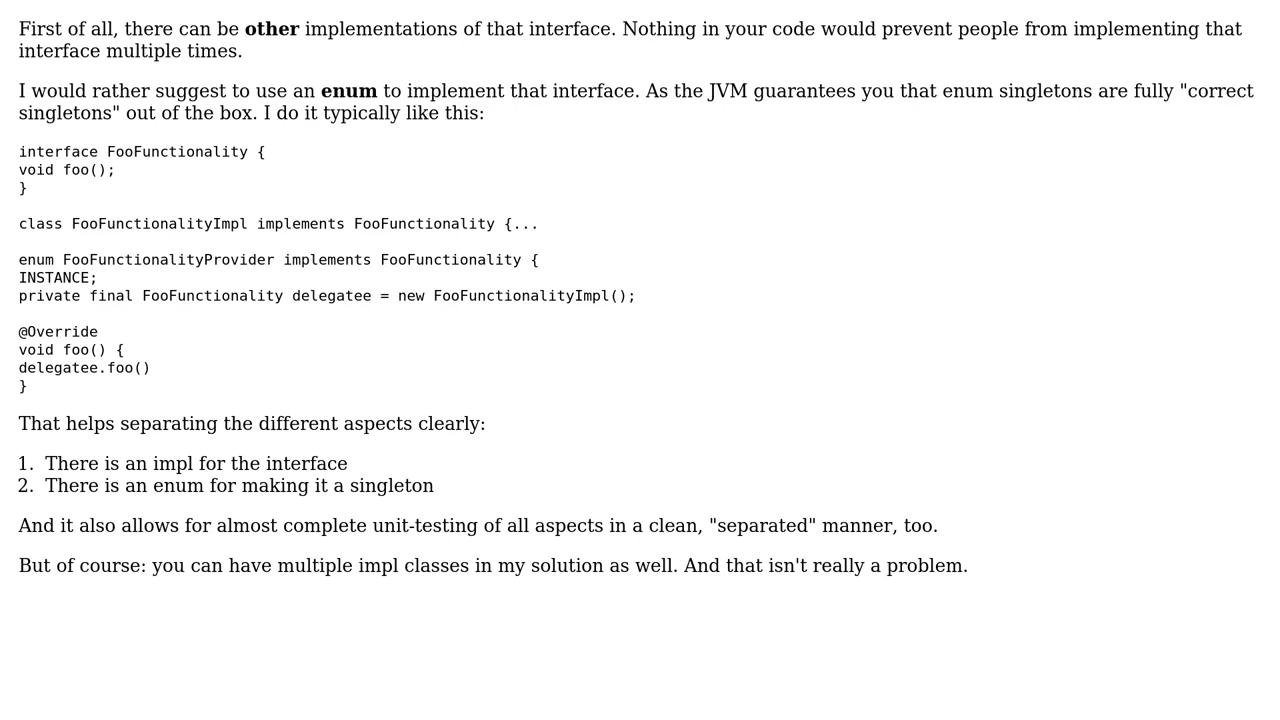 First of all, there can be other implementations of that interface. Nothing in your code would prevent people from implementing that
interface multiple times.
I would rather suggest to use an enum to implement that interface. As the JVM guarantees you that enum singletons are fully "correct
singletons" out of the box. I do it typically like this:
interface FooFunctionality {
void foo();
}
class FooFunctionalityImpl implements FooFunctionality {...
enum FooFunctionalityProvider implements FooFunctionality {
INSTANCE;
private final FooFunctionality delegatee = new FooFunctionalityImpl();
@Override
void foo() {
delegatee.foo()
}
That helps separating the different aspects clearly:
1. There is an impl for the interface
2. There is an enum for making it a singleton
And it also allows for almost complete unit-testing of all aspects in a clean, "separated" manner, too.
But of course: you can have multiple impl classes in my solution as well. And that isn't really a problem.